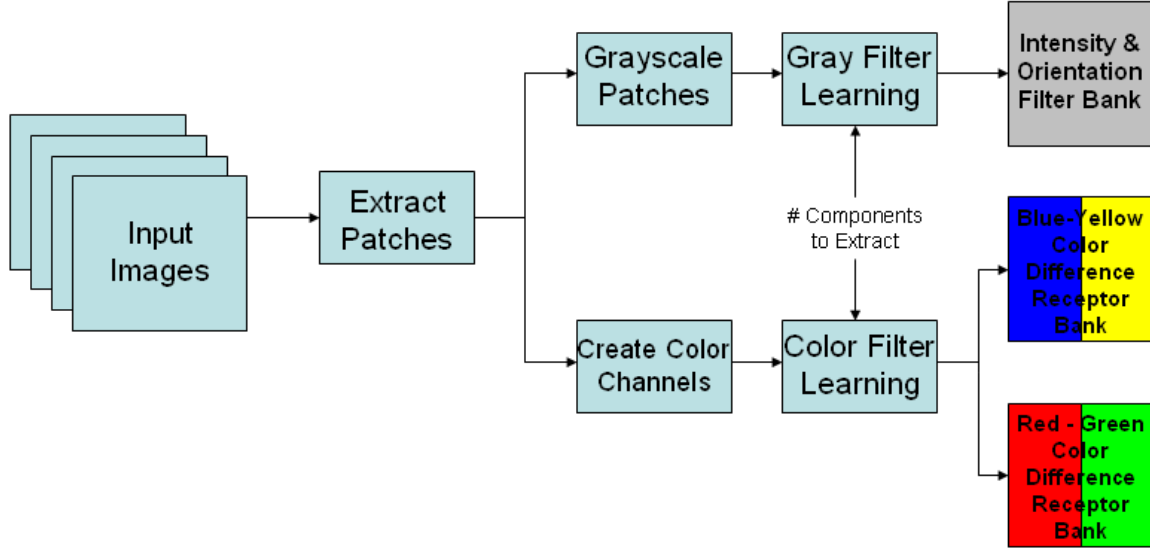 Input
Images
Extract
Patches
Grayscale
Patches
Gray Filter
Learning
Intensity &
Orientation
Filter Bank
# Components
to Extract
Create Color
Channels
Color Filter
Learning
Blue-Yellow
Color
Difference
Receptor
Bank
Red - Green
Color
Difference
Receptor
Bank